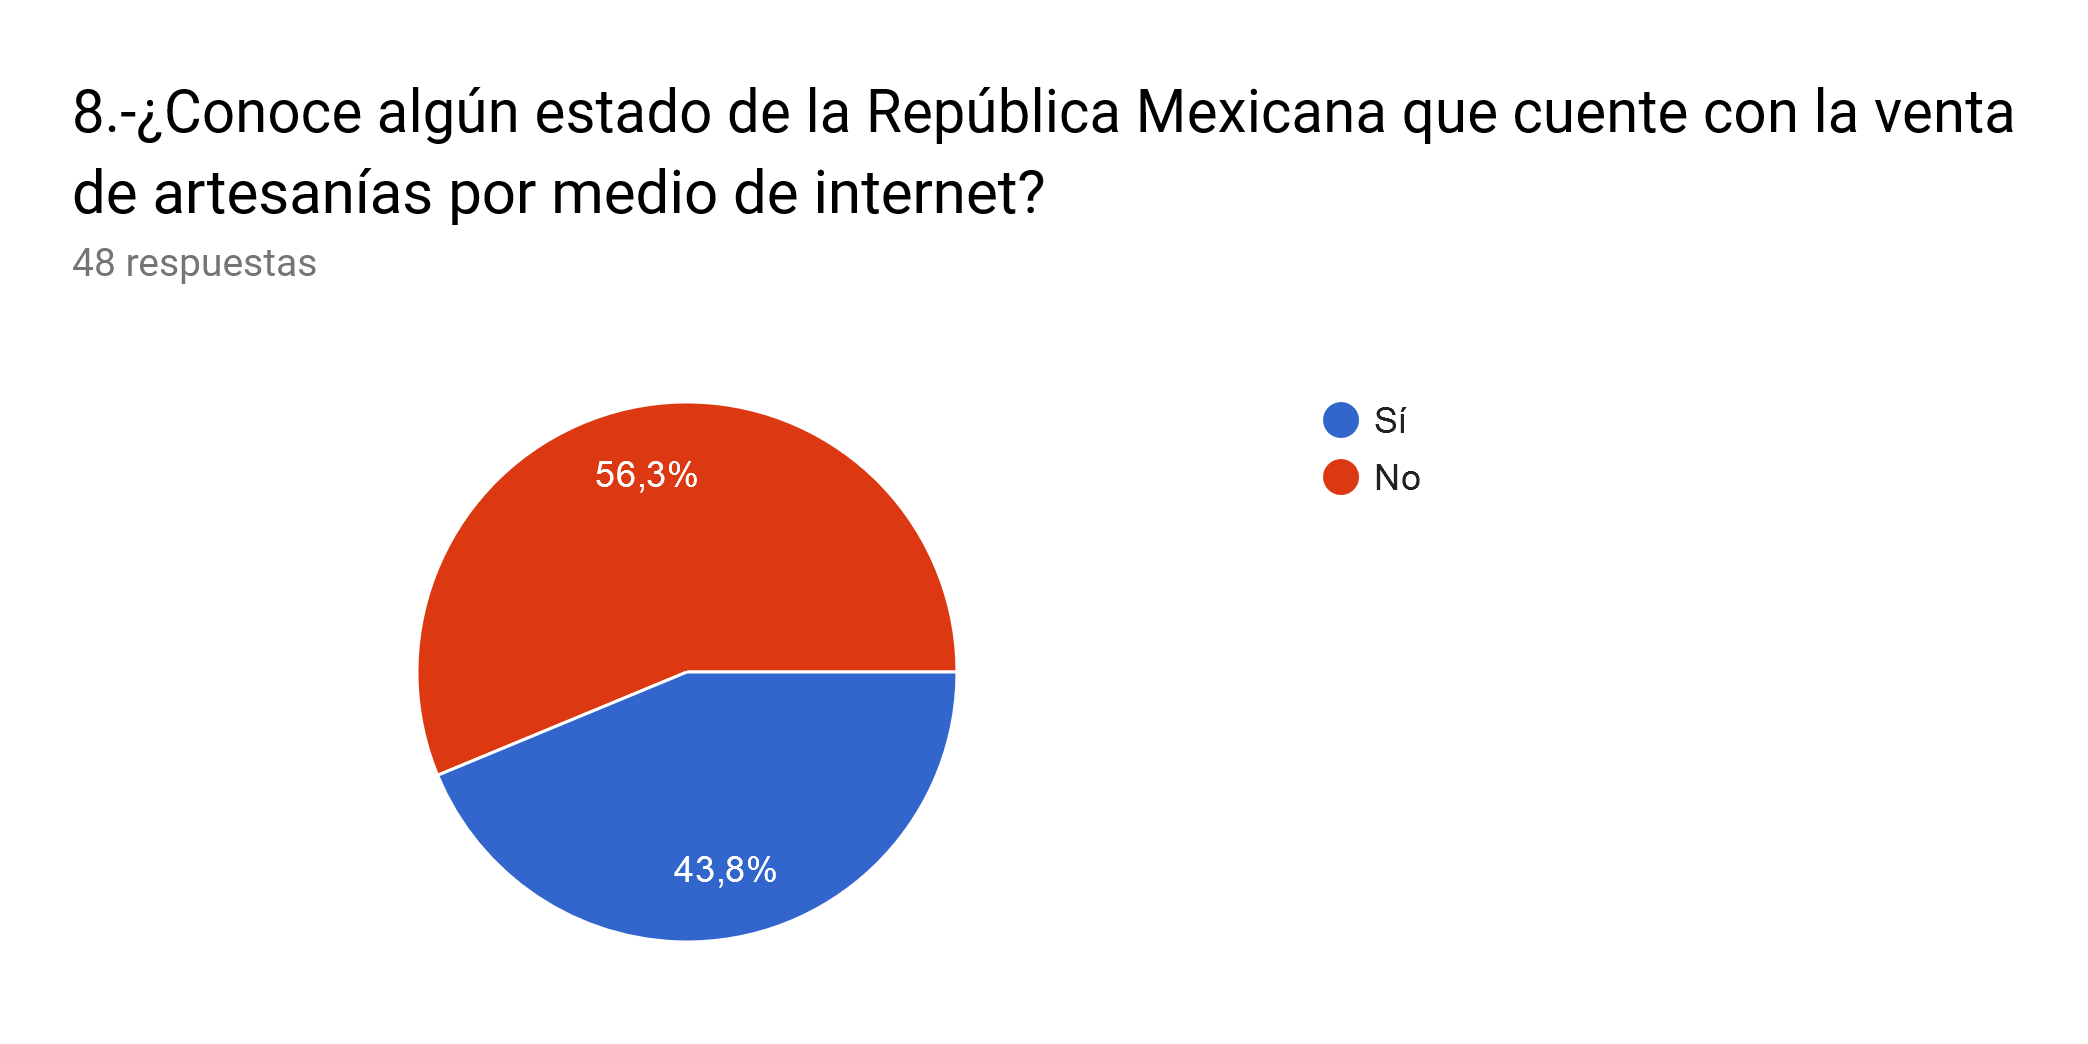 8.-¿Conoce algún estado de la República Mexicana que cuente con la venta
de artesanías por medio de internet?
48 respuestas
Sí
No
56,3%
43,8%